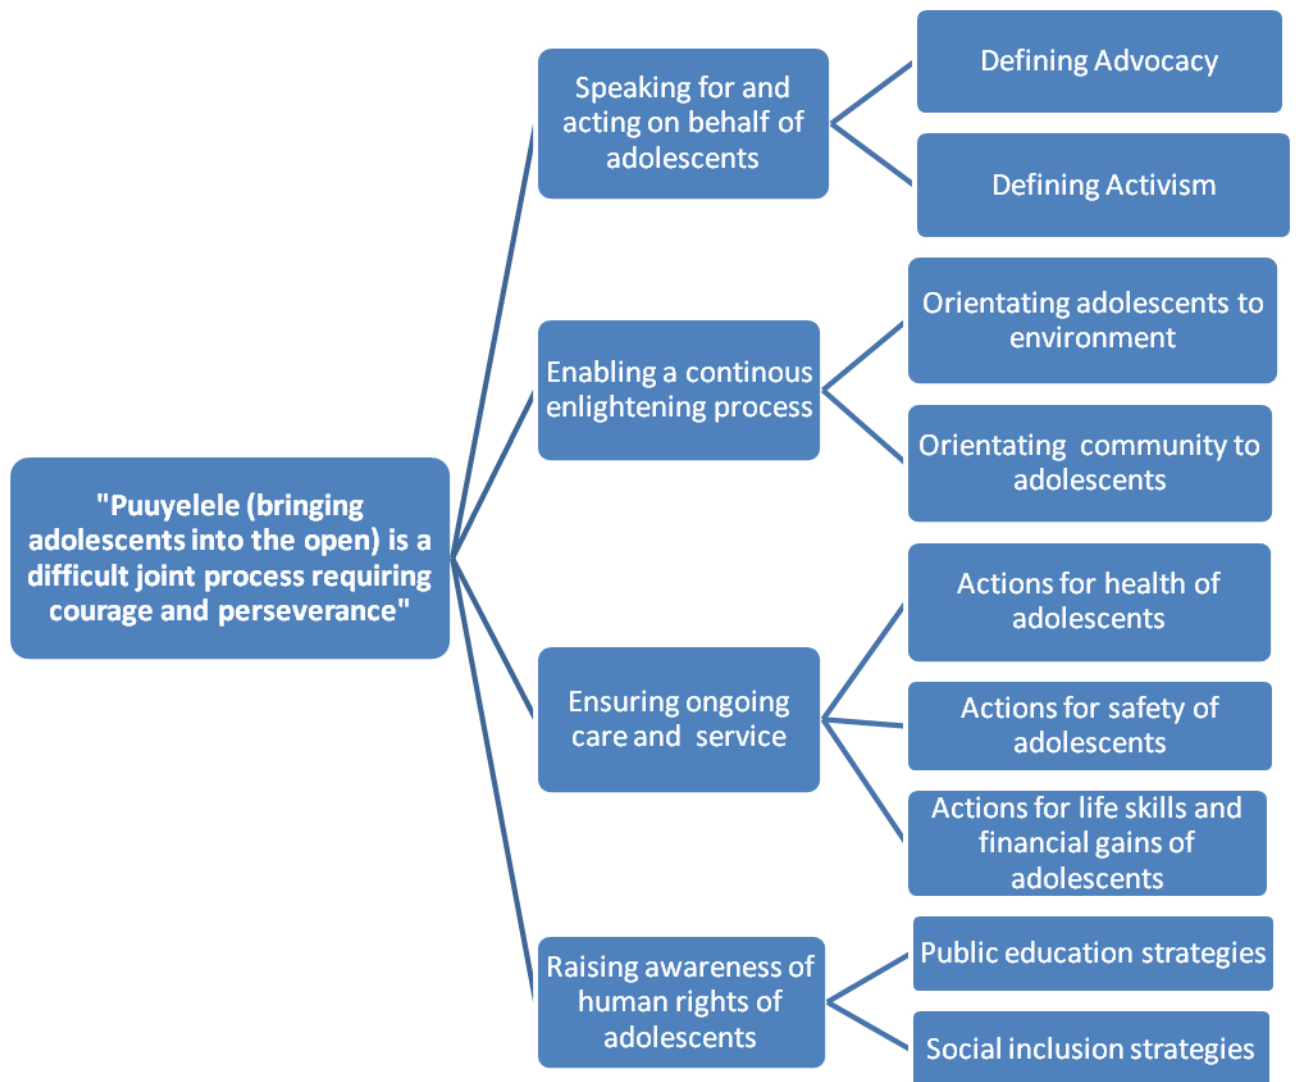 "Puuyelele (bringing
adolescents into the open) is a
difficult joint process requiring
courage and perseverance"
Speaking for and
acting on behalf of
adolescents
Defining Advocacy
Defining Activism
Enabling a continous
enlightening process
Orientating adolescents to
environment
Orientating community to
adolescents
Ensuring ongoing
care and service
Actions for health of
adolescents
Actions for safety of
adolescents
Actions for life skills and
financial gains of
adolescents
Raising awareness of
human rights of
adolescents
Public education strategies
Social inclusion strategies